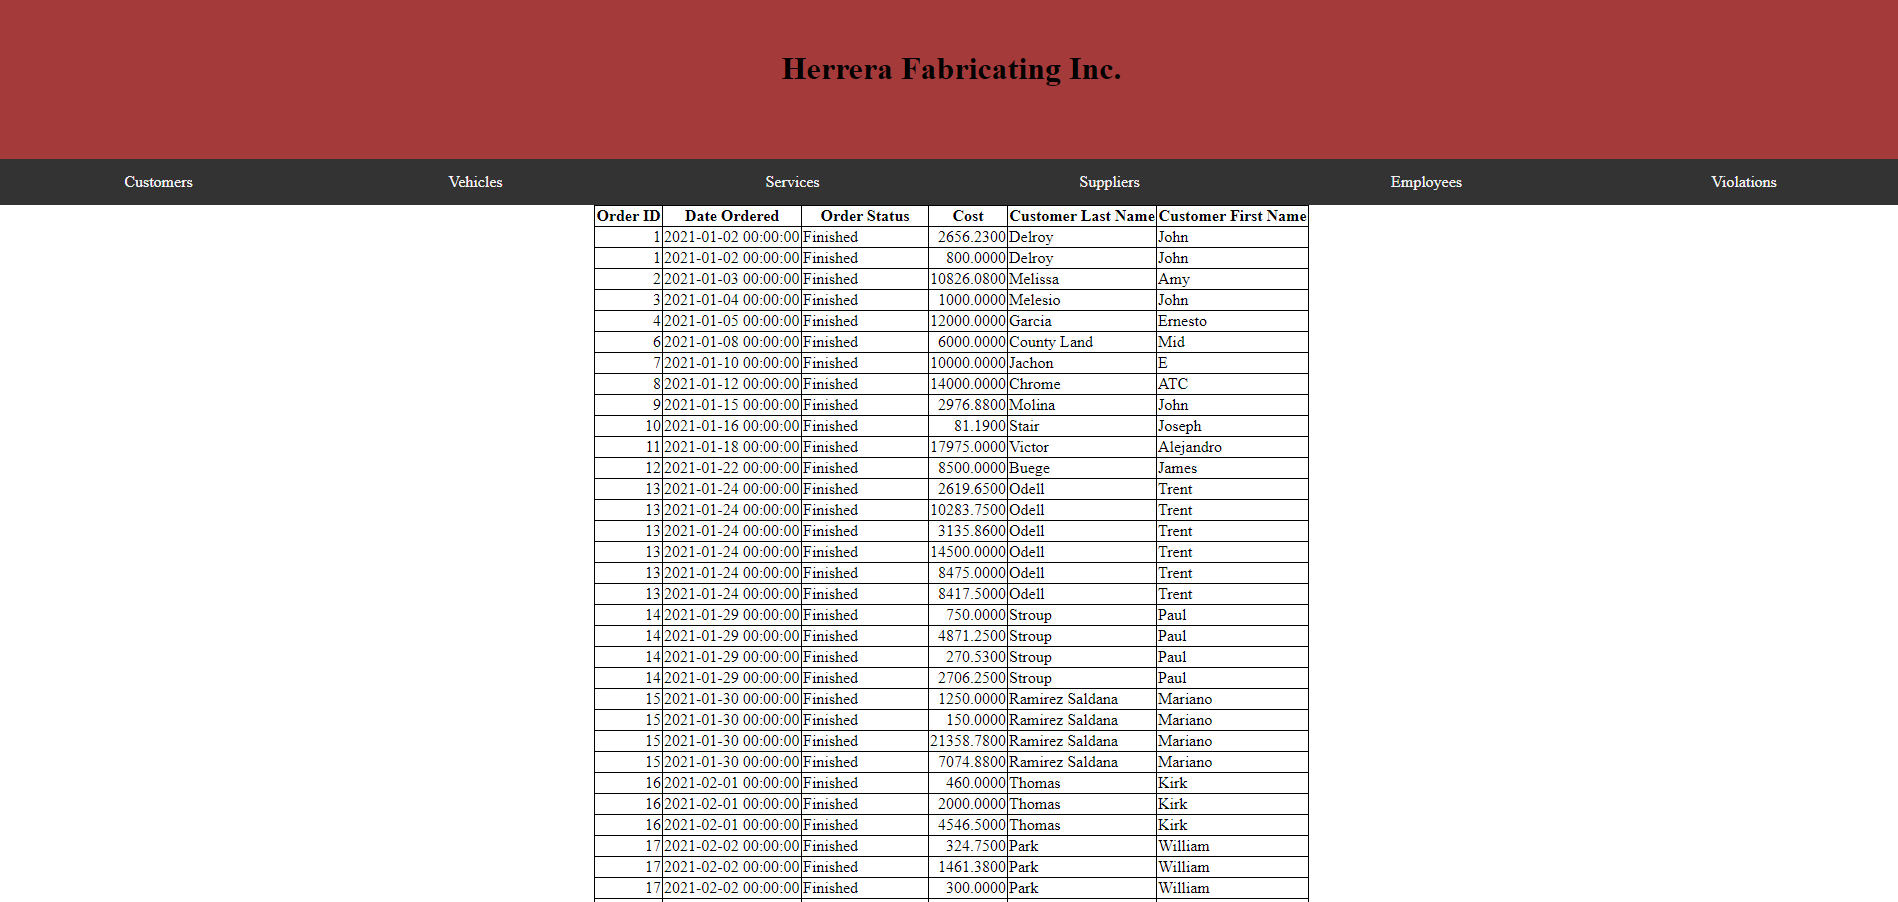 Herrera Fabricating Inc.
Customers Vehicles Services Suppliers Employees Violations
Order ID Date Ordered Order Status Cost Customer Last Name Customer First Name
1 2021-01-02 00:00:00 Finished 2656.2300 Delroy John
1 2021-01-02 00:00:00 Finished 800.0000 Delroy John
2 2021-01-03 00:00:00 Finished 10826.0800 Melissa Amy
3 2021-01-04 00:00:00 Finished 1000.0000 Melesio John
4 2021-01-05 00:00:00 Finished 12000.0000 Garcia Ernesto
6 2021-01-08 00:00:00 Finished 6000.0000 County Land Mid
7 2021-01-10 00:00:00 Finished 10000.0000 Jachon E
8 2021-01-12 00:00:00 Finished 14000.0000 Chrome ATC
9 2021-01-15 00:00:00 Finished 2976.8800 Molina John
10 2021-01-16 00:00:00 Finished 81.1900 Stair Joseph
11 2021-01-18 00:00:00 Finished 17975.0000 Victor Alejandro
12 2021-01-22 00:00:00 Finished 8500.0000 Buege James
13 2021-01-24 00:00:00 Finished 2619.6500 Odell Trent
13 2021-01-24 00:00:00 Finished 10283.7500 Odell Trent
13 2021-01-24 00:00:00 Finished 3135.8600 Odell Trent
13 2021-01-24 00:00:00 Finished 14500.0000 Odell Trent
13 2021-01-24 00:00:00 Finished 8475.0000 Odell Trent
13 2021-01-24 00:00:00 Finished 8417.5000 Odell Trent
14 2021-01-29 00:00:00 Finished 750.0000 Stroup Paul
14 2021-01-29 00:00:00 Finished 4871.2500 Stroup Paul
14 2021-01-29 00:00:00 Finished 270.5300 Stroup Paul
14 2021-01-29 00:00:00 Finished 2706.2500 Stroup Paul
15 2021-01-30 00:00:00 Finished 1250.0000 Ramirez Saldana Mariano
15 2021-01-30 00:00:00 Finished 150.0000 Ramirez Saldana Mariano
15 2021-01-30 00:00:00 Finished 21358.7800 Ramirez Saldana Mariano
15 2021-01-30 00:00:00 Finished 7074.8800 Ramirez Saldana Mariano
16 2021-02-01 00:00:00 Finished 460.0000 Thomas Kirk
16 2021-02-01 00:00:00 Finished 2000.0000 Thomas Kirk
16 2021-02-01 00:00:00 Finished 4546.5000 Thomas Kirk
17 2021-02-02 00:00:00 Finished 324.7500 Park William
17 2021-02-02 00:00:00 Finished 1461.3800 Park William
17 2021-02-02 00:00:00 Finished 300.0000 Park William